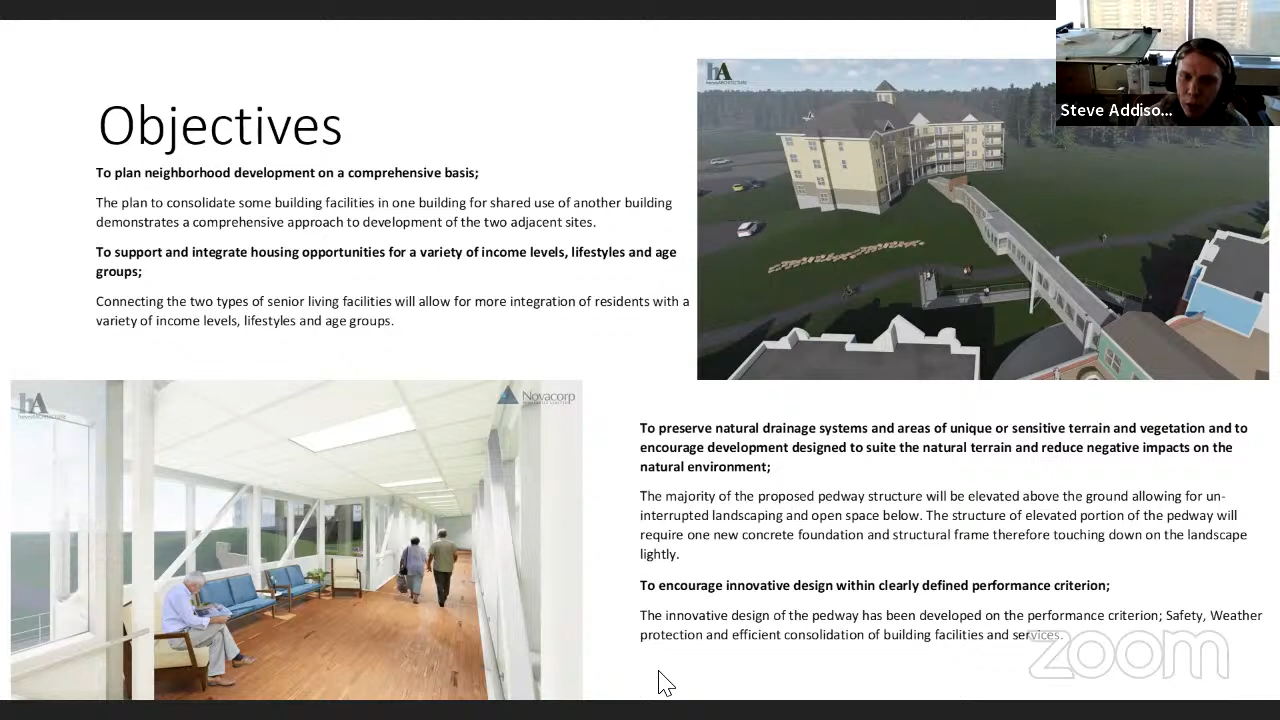 Objectives
To plan neighborhood development on a comprehensive basis;
The plan to consolidate some building facilities in one building for shared use of another building
demonstrates a comprehensive approach to development of the two adjacent sites.
To support and integrate housing opportunities for a variety of income levels, lifestyles and age
groups;
Connecting the two types of senior living facilities will allow for more integration of residents with a
variety of income levels, lifestyles and age groups.
hA
Steve Addiso...
hA
Novacorp
To preserve natural drainage systems and areas of unique or sensitive terrain and vegetation and to
encourage development designed to suite the natural terrain and reduce negative impacts on the
natural environment;
The majority of the proposed pedway structure will be elevated above the ground allowing for un-
interrupted landscaping and open space below. The structure of elevated portion of the pedway will
require one new concrete foundation and structural frame therefore touching down on the landscape
lightly.
To encourage innovative design within clearly defined performance criterion;
The innovative design of the pedway has been developed on the performance criterion; Safety, Weather
protection and efficient consolidation of building facilities and services.
zoom